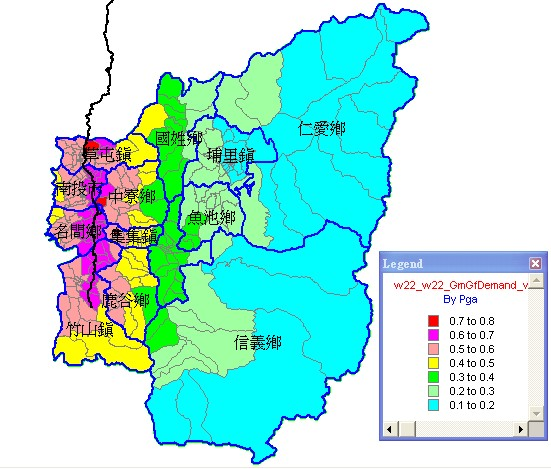 仁愛鄉
國姓鄉
埔里鎮
草屯鎮
南投市
中寮鄉
魚池鄉
名間鄉
集集鎮
鹿谷鄉
竹山鎮
信義鄉
Legend
w22_w22_GmGfDemand_v
By Pga
0.7 to 0.8
0.6 to 0.7
0.5 to 0.6
0.4 to 0.5
0.3 to 0.4
0.2 to 0.3
0.1 to 0.2